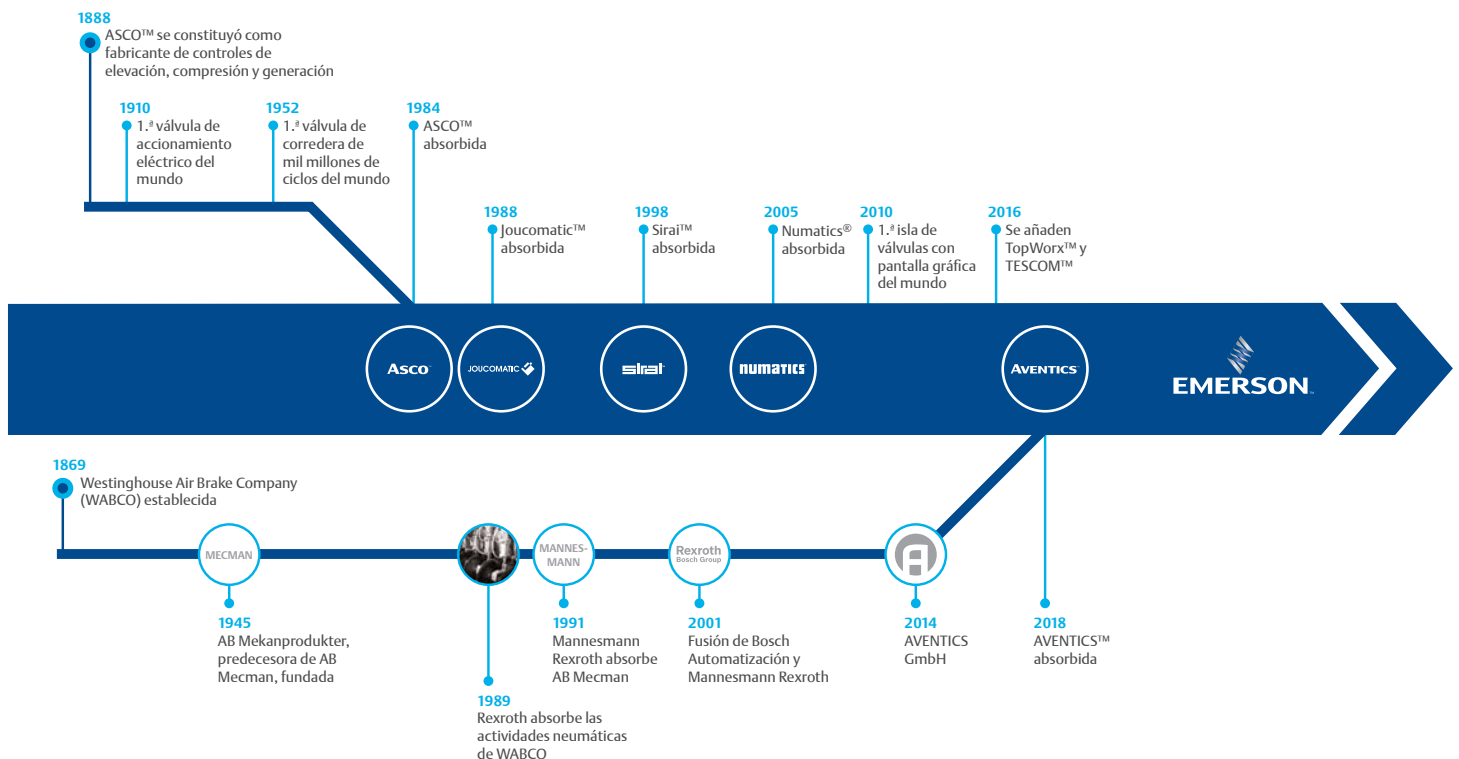 1888
ASCO™ se constituyó como
fabricante de controles de
elevación, compresión y generación
1910
1.ª válvula de
accionamiento
eléctrico del
mundo
1952
1.ª válvula de
corredera de
mil millones de
ciclos del mundo
1984
ASCO™
absorbida
1988
Joucomatic™
absorbida
1998
Sirai™
absorbida
2005
Numatics®
absorbida
2010
1.ª isla de
válvulas con
pantalla gráfica
del mundo
2016
Se añaden
TopWorx™ y
TESCOM™
ASCO
JOUCOMATIC
sirai
numatics
AVENTICS
EMERSON™
1869
Westinghouse Air Brake Company
(WABCO) establecida
MECMAN
MANNES-
MANN
Rexroth
Bosch Group
1945
AB Mekanprodukter,
predecesora de AB
Mecman, fundada
1989
Rexroth absorbe las
actividades neumáticas
de WABCO
1991
Mannesmann
Rexroth absorbe
AB Mecman
2001
Fusión de Bosch
Automatización y
Mannesmann Rexroth
2014
AVENTICS
GmbH
2018
AVENTICS™
absorbida